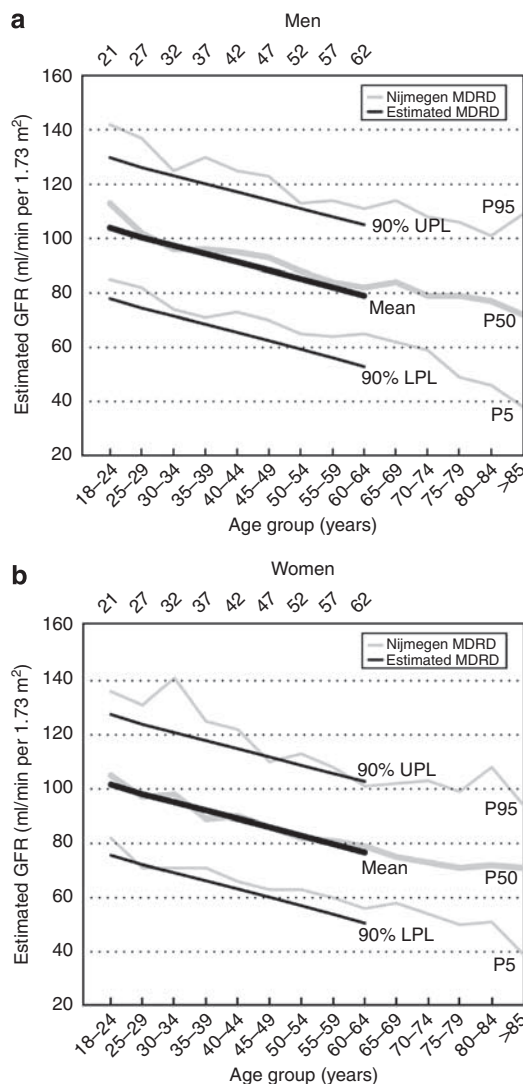 a
Men
21 27 32 37 42 47 52 57 62
160
140
120
100
80
60
40
20
Estimated GFR (ml/min per 1.73 m²)
Nijmegen MDRD
Estimated MDRD
P95
90% UPL
P50
Mean
90% LPL
P5
18–24 25–29 30–34 35–39 40–44 45–49 50–54 55–59 60–64 65–69 70–74 75–79 80–84 >85
Age group (years)
b
Women
21 27 32 37 42 47 52 57 62
160
140
120
100
80
60
40
20
Estimated GFR (ml/min per 1.73 m²)
Nijmegen MDRD
Estimated MDRD
90% UPL
P95
Mean
P50
90% LPL
P5
18–24 25–29 30–34 35–39 40–44 45–49 50–54 55–59 60–64 65–69 70–74 75–79 80–84 >85
Age group (years)